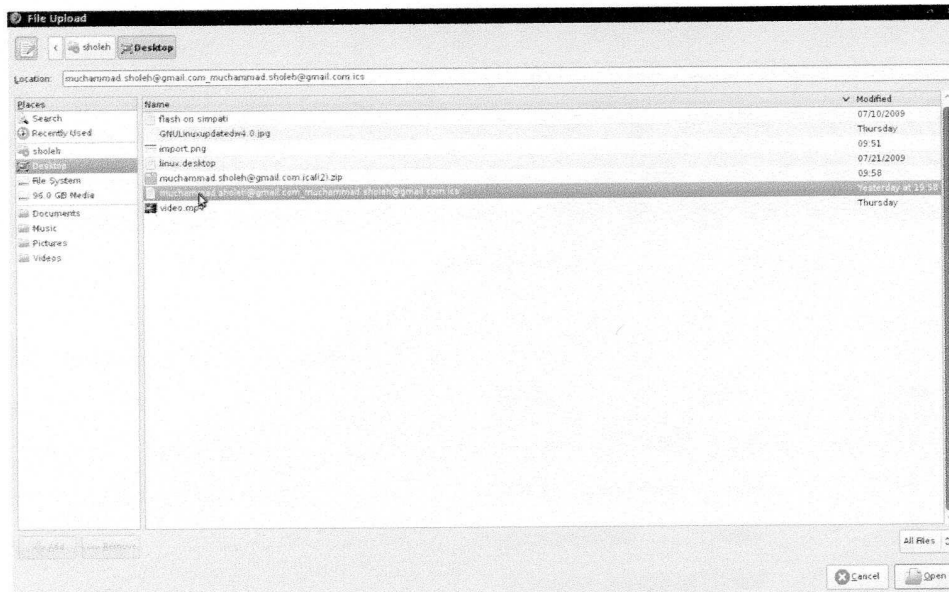 File Upload
sholeh Desktop
Location: muchammad.sholeh@gmail.com_muchammad.sholeh@gmail.com.ics
Places Name Modified
Search flash on simpati 07/10/2009
Recently Used GNULinuxupdatedw4.0.jpg Thursday
sholeh import.png 09:51
Desktop linux.desktop 07/21/2009
File System muchammad.sholeh@gmail.com.ical(2).zip 09:58
96.0 GB Media muchammad.sholeh@gmail.com_muchammad.sholeh@gmail.com.ics Yesterday at 19:58
Documents video.mp4 Thursday
Music
Pictures
Videos
Add Remove All Files
Cancel Open